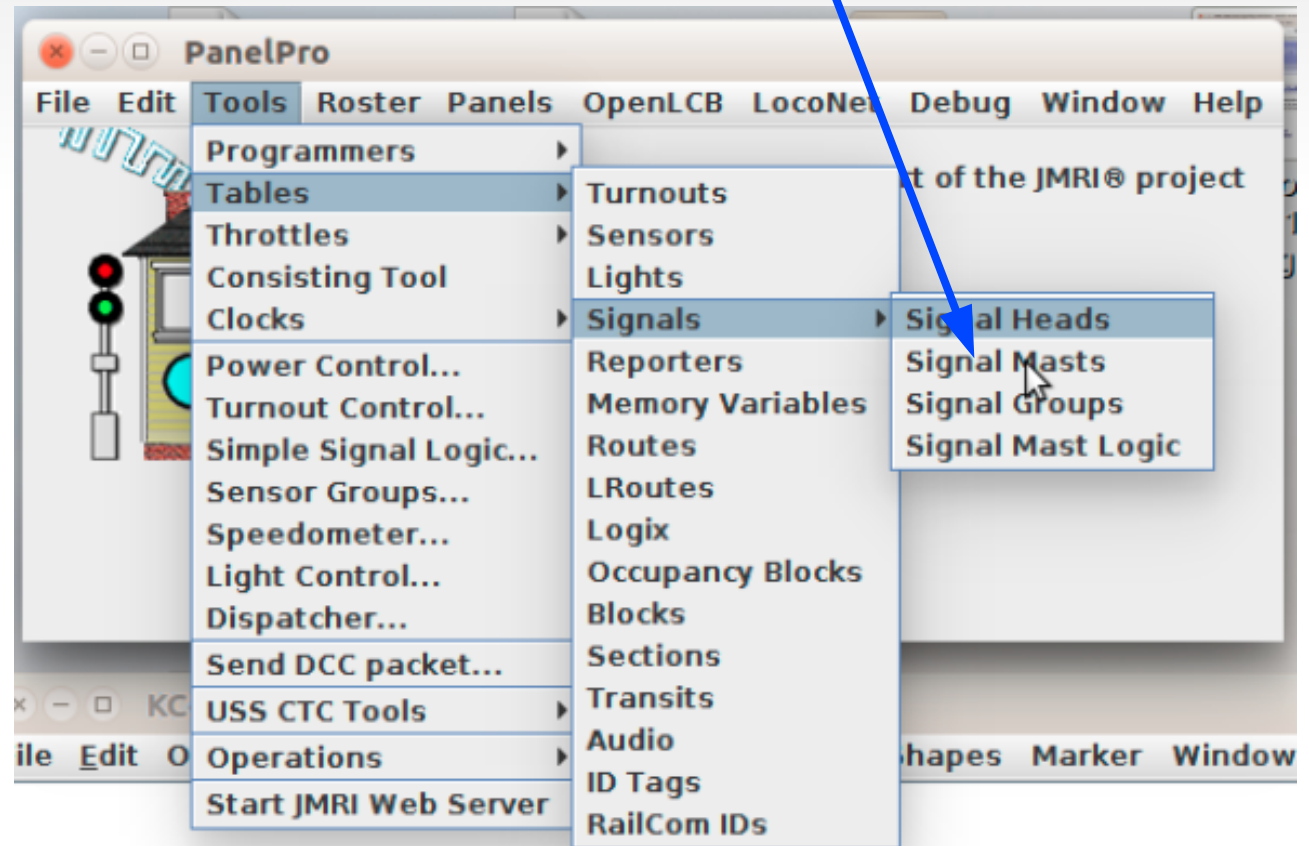 PanelPro
File Edit Tools Roster Panels OpenLCB LocoNet Debug Window Help
rt of the JMRI® project
Programmers
Tables
Throttles
Consisting Tool
Clocks
Power Control...
Turnout Control...
Simple Signal Logic...
Sensor Groups...
Speedometer...
Light Control...
Dispatcher...
Send DCC packet...
USS CTC Tools
Operations
Start JMRI Web Server
Turnouts
Sensors
Lights
Signals
Reporters
Memory Variables
Routes
LRoutes
Logix
Occupancy Blocks
Blocks
Sections
Transits
Audio
ID Tags
RailCom IDs
Signal Heads
Signal Masts
Signal Groups
Signal Mast Logic
KC
ile Edit O hapes Marker Window